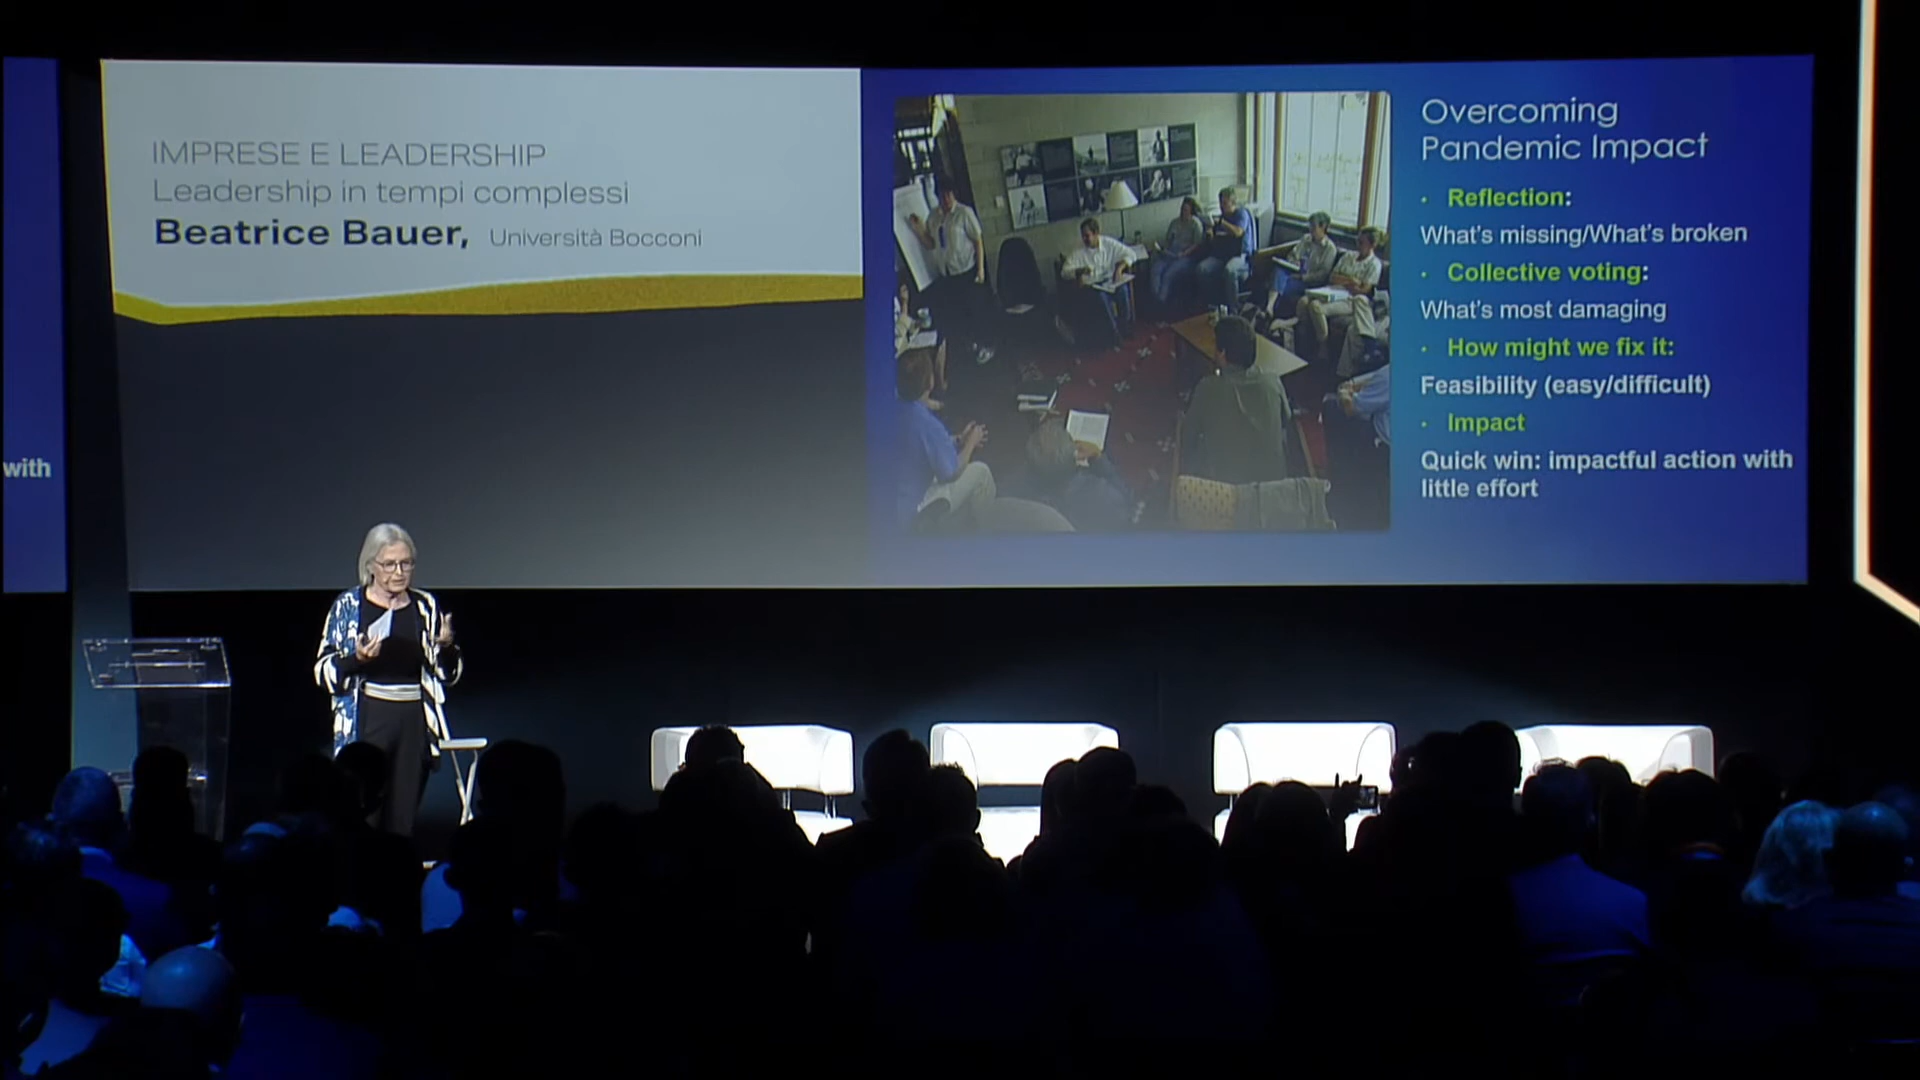 with
IMPRESE E LEADERSHIP
Leadership in tempi complessi
Beatrice Bauer, Università Bocconi
Overcoming
Pandemic Impact
• Reflection:
What's missing/What's broken
• Collective voting:
What's most damaging
• How might we fix it:
Feasibility (easy/difficult)
• Impact
Quick win: impactful action with
little effort